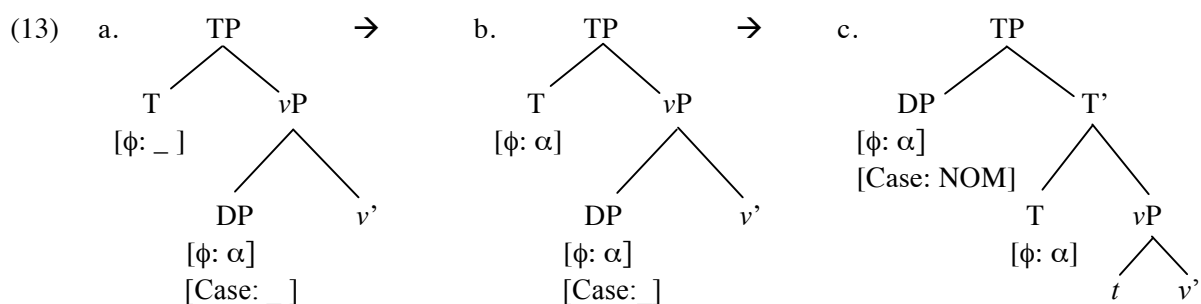 (13) a. TP → b. TP → c. TP
T vP T vP DP T’
[ϕ: _ ] [ϕ: α] [ϕ: α]
[Case: NOM]
DP v’ DP v’ T vP
[ϕ: α] [ϕ: α] [ϕ: α]
[Case: _ ] [Case:_] t v’